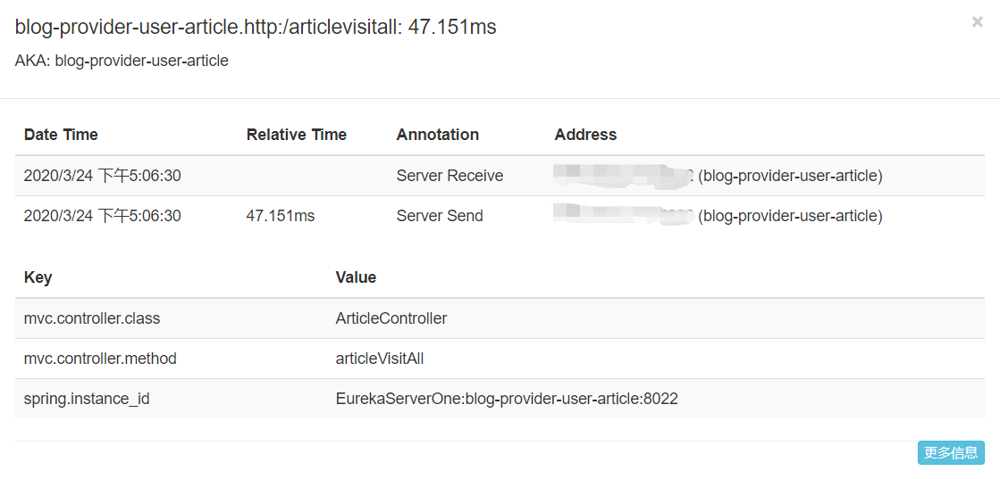 blog-provider-user-article.http:/articlevisitall: 47.151ms
×
AKA: blog-provider-user-article
Date Time Relative Time Annotation Address
2020/3/24 下午5:06:30 Server Receive (blog-provider-user-article)
2020/3/24 下午5:06:30 47.151ms Server Send (blog-provider-user-article)
Key Value
mvc.controller.class ArticleController
mvc.controller.method articleVisitAll
spring.instance_id EurekaServerOne:blog-provider-user-article:8022
更多信息